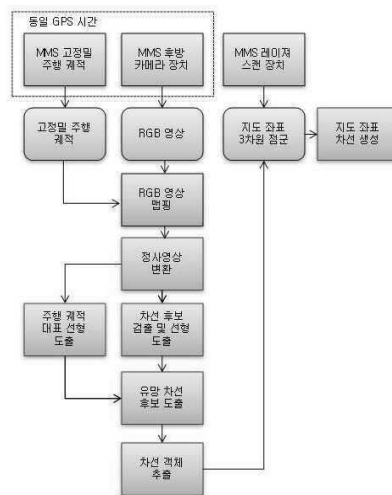 동일 GPS 시간
MMS 고정밀
주행 궤적
MMS 후방
카메라 장치
MMS 레이져
스캔 장치
고정밀 주행
궤적
RGB 영상
지도 좌표
3차원 점군
지도 좌표
차선 생성
RGB 영상
맵핑
정사영상
변환
주행 궤적
대표 선형
도출
차선 후보
검출 및 선형
도출
유망 차선
후보 도출
차선 객체
추출